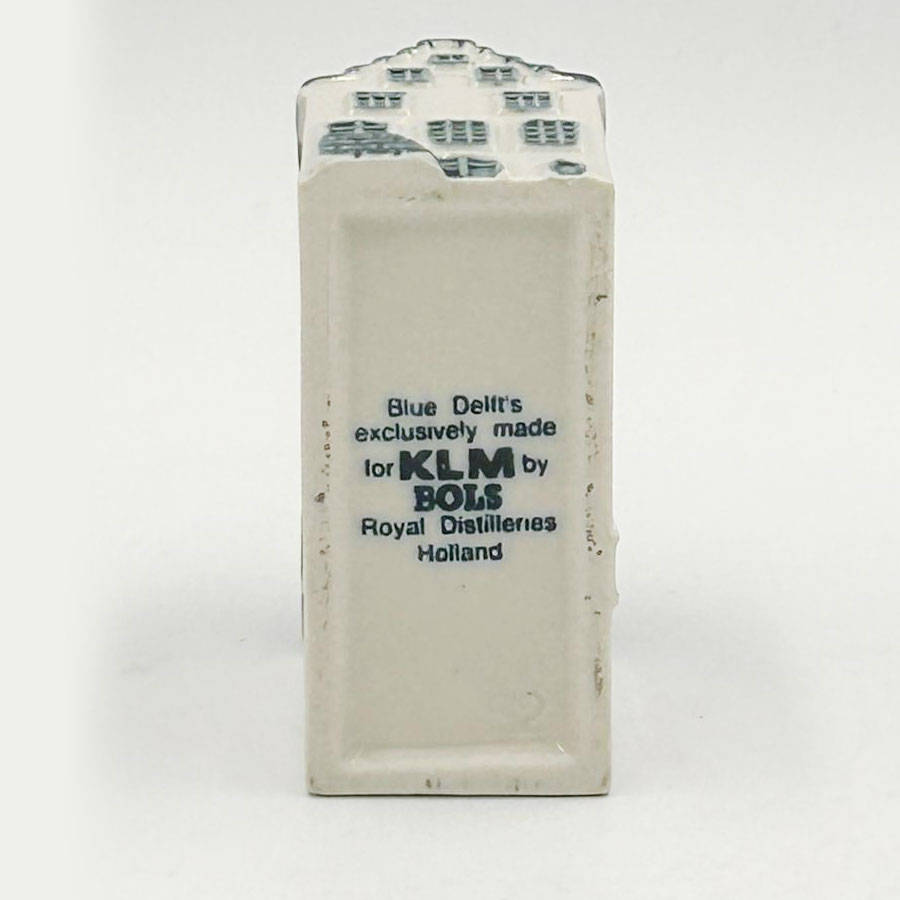 Blue Delft's
exclusively made
for KLM by
BOLS
Royal Distilleries
Holland